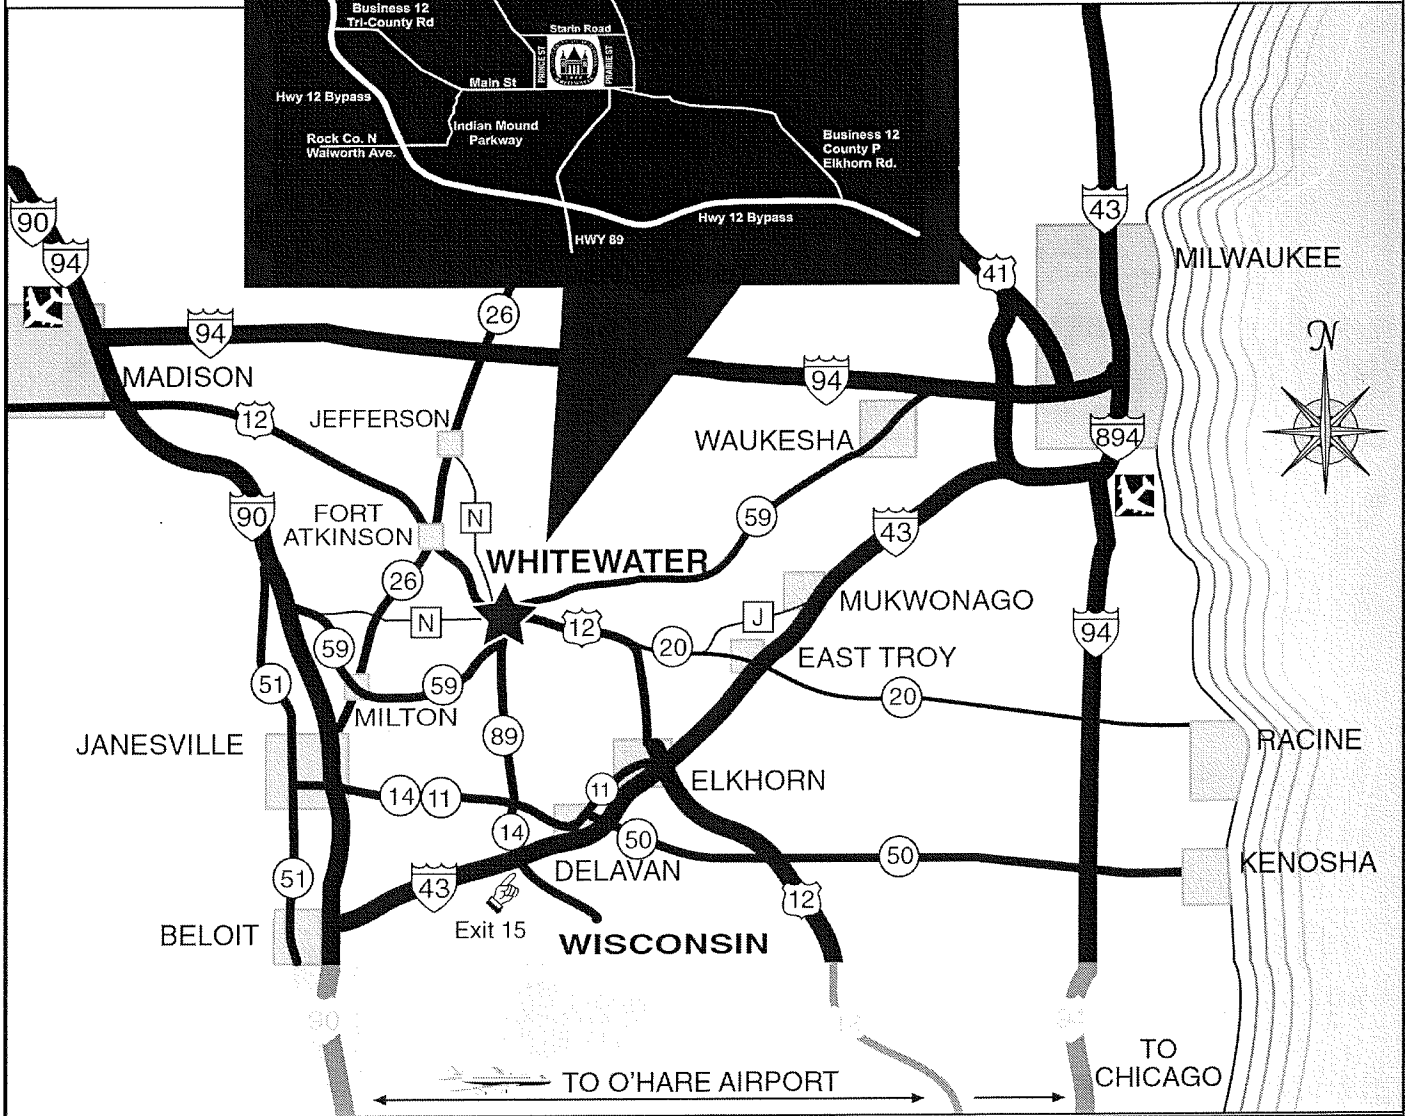 Business 12
Tri-County Rd
Starin Road
PRINCE ST
PRAIRIE ST
Main St
Hwy 12 Bypass
Indian Mound
Parkway
Rock Co. N
Walworth Ave.
Business 12
County P
Elkhorn Rd.
Hwy 12 Bypass
HWY 89
90
94
43
MILWAUKEE
41
26
94
N
MADISON
94
12
JEFFERSON
WAUKESHA
894
90
FORT
ATKINSON
N
59
43
WHITEWATER
26
N
12
J
MUKWONAGO
94
59
20
EAST TROY
51
59
20
MILTON
JANESVILLE
89
RACINE
14
11
11
ELKHORN
14
50
50
DELAVAN
KENOSHA
51
43
12
Exit 15
BELOIT
WISCONSIN
90
TO
CHICAGO
TO O'HARE AIRPORT